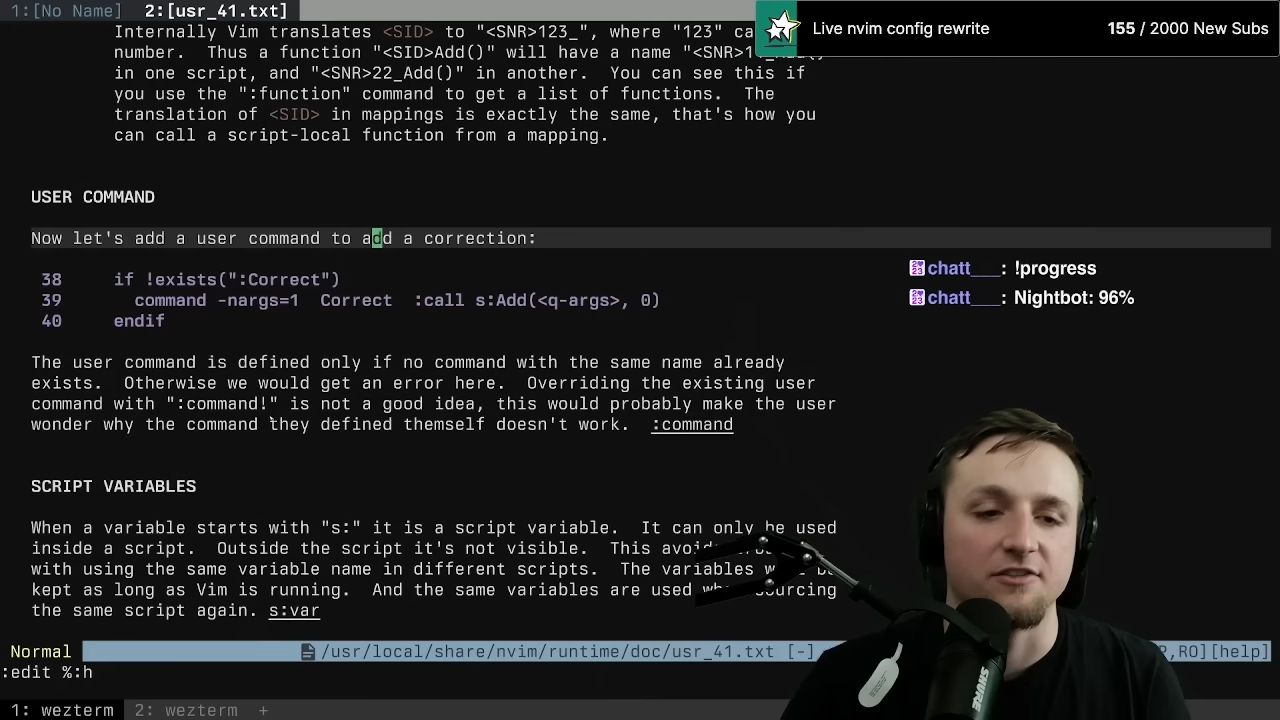 1:[No Name]  2:[usr_41.txt]
Live nvim config rewrite 155 / 2000 New Subs
Internally Vim translates <SID> to "<SNR>123_", where "123"
number.  Thus a function "<SID>Add()" will have a name
in one script, and "<SNR>22_Add()" in another.  You can see this if
you use the ":function" command to get a list of functions.  The
translation of <SID> in mappings is exactly the same, that's how you
can call a script-local function from a mapping.
USER COMMAND
Now let's add a user command to add a correction:
38 if !exists(":Correct")
39 command -nargs=1  Correct  :call s:Add(<q-args>, 0)
40 endif
chatt___: !progress
chatt___: Nightbot: 96%
The user command is defined only if no command with the same name already
exists.  Otherwise we would get an error here.  Overriding the existing user
command with ":command!" is not a good idea, this would probably make the user
wonder why the command they defined themself doesn't work.  :command
SCRIPT VARIABLES
When a variable starts with "s:" it is a script variable.  It can only be used
inside a script.  Outside the script it's not visible.  This
with using the same variable name in different scripts.  The variables
kept as long as Vim is running.  And the same variables are used sourcing
the same script again. s:var
Normal /usr/local/share/nvim/runtime/doc/usr_41.txt [-] P,RO][help]
:edit %:h
SHURE
1: wezterm  2: wezterm  +